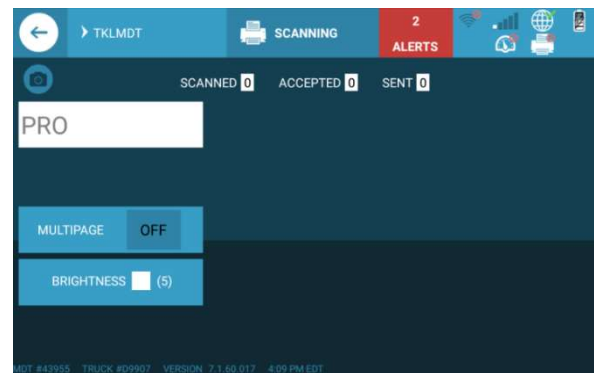 TKLMDT
SCANNING
2
ALERTS
SCANNED 0 ACCEPTED 0 SENT 0
PRO
MULTIPAGE OFF
BRIGHTNESS (5)
MDT #43955 TRUCK #D9907 VERSION 7.1.60.017 4:09 PM EDT